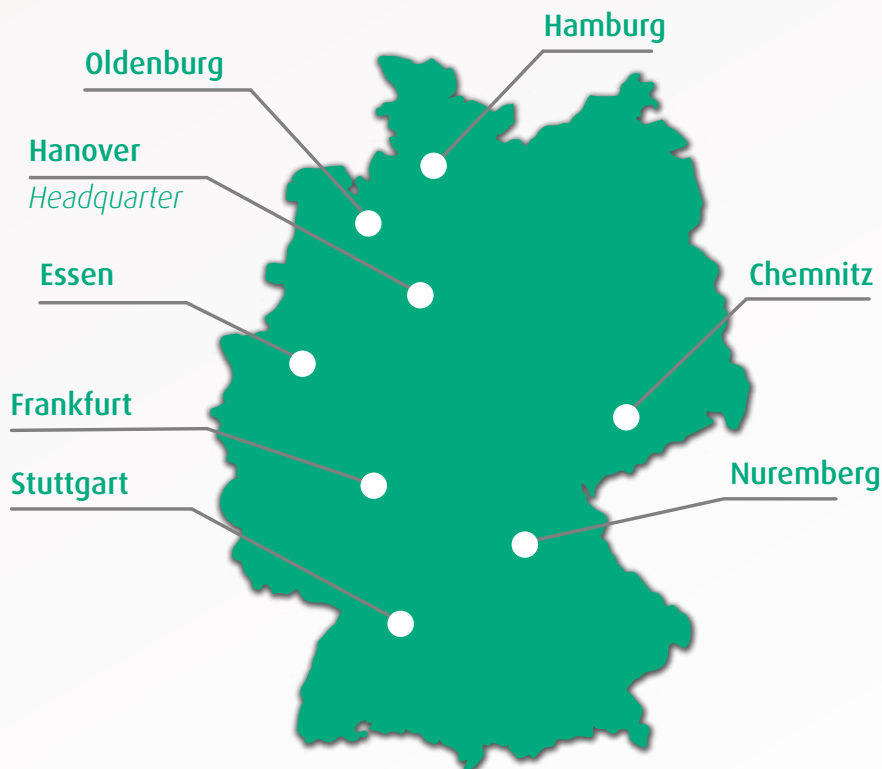 Hamburg
Oldenburg
Hanover
Headquarter
Essen
Chemnitz
Frankfurt
Nuremberg
Stuttgart